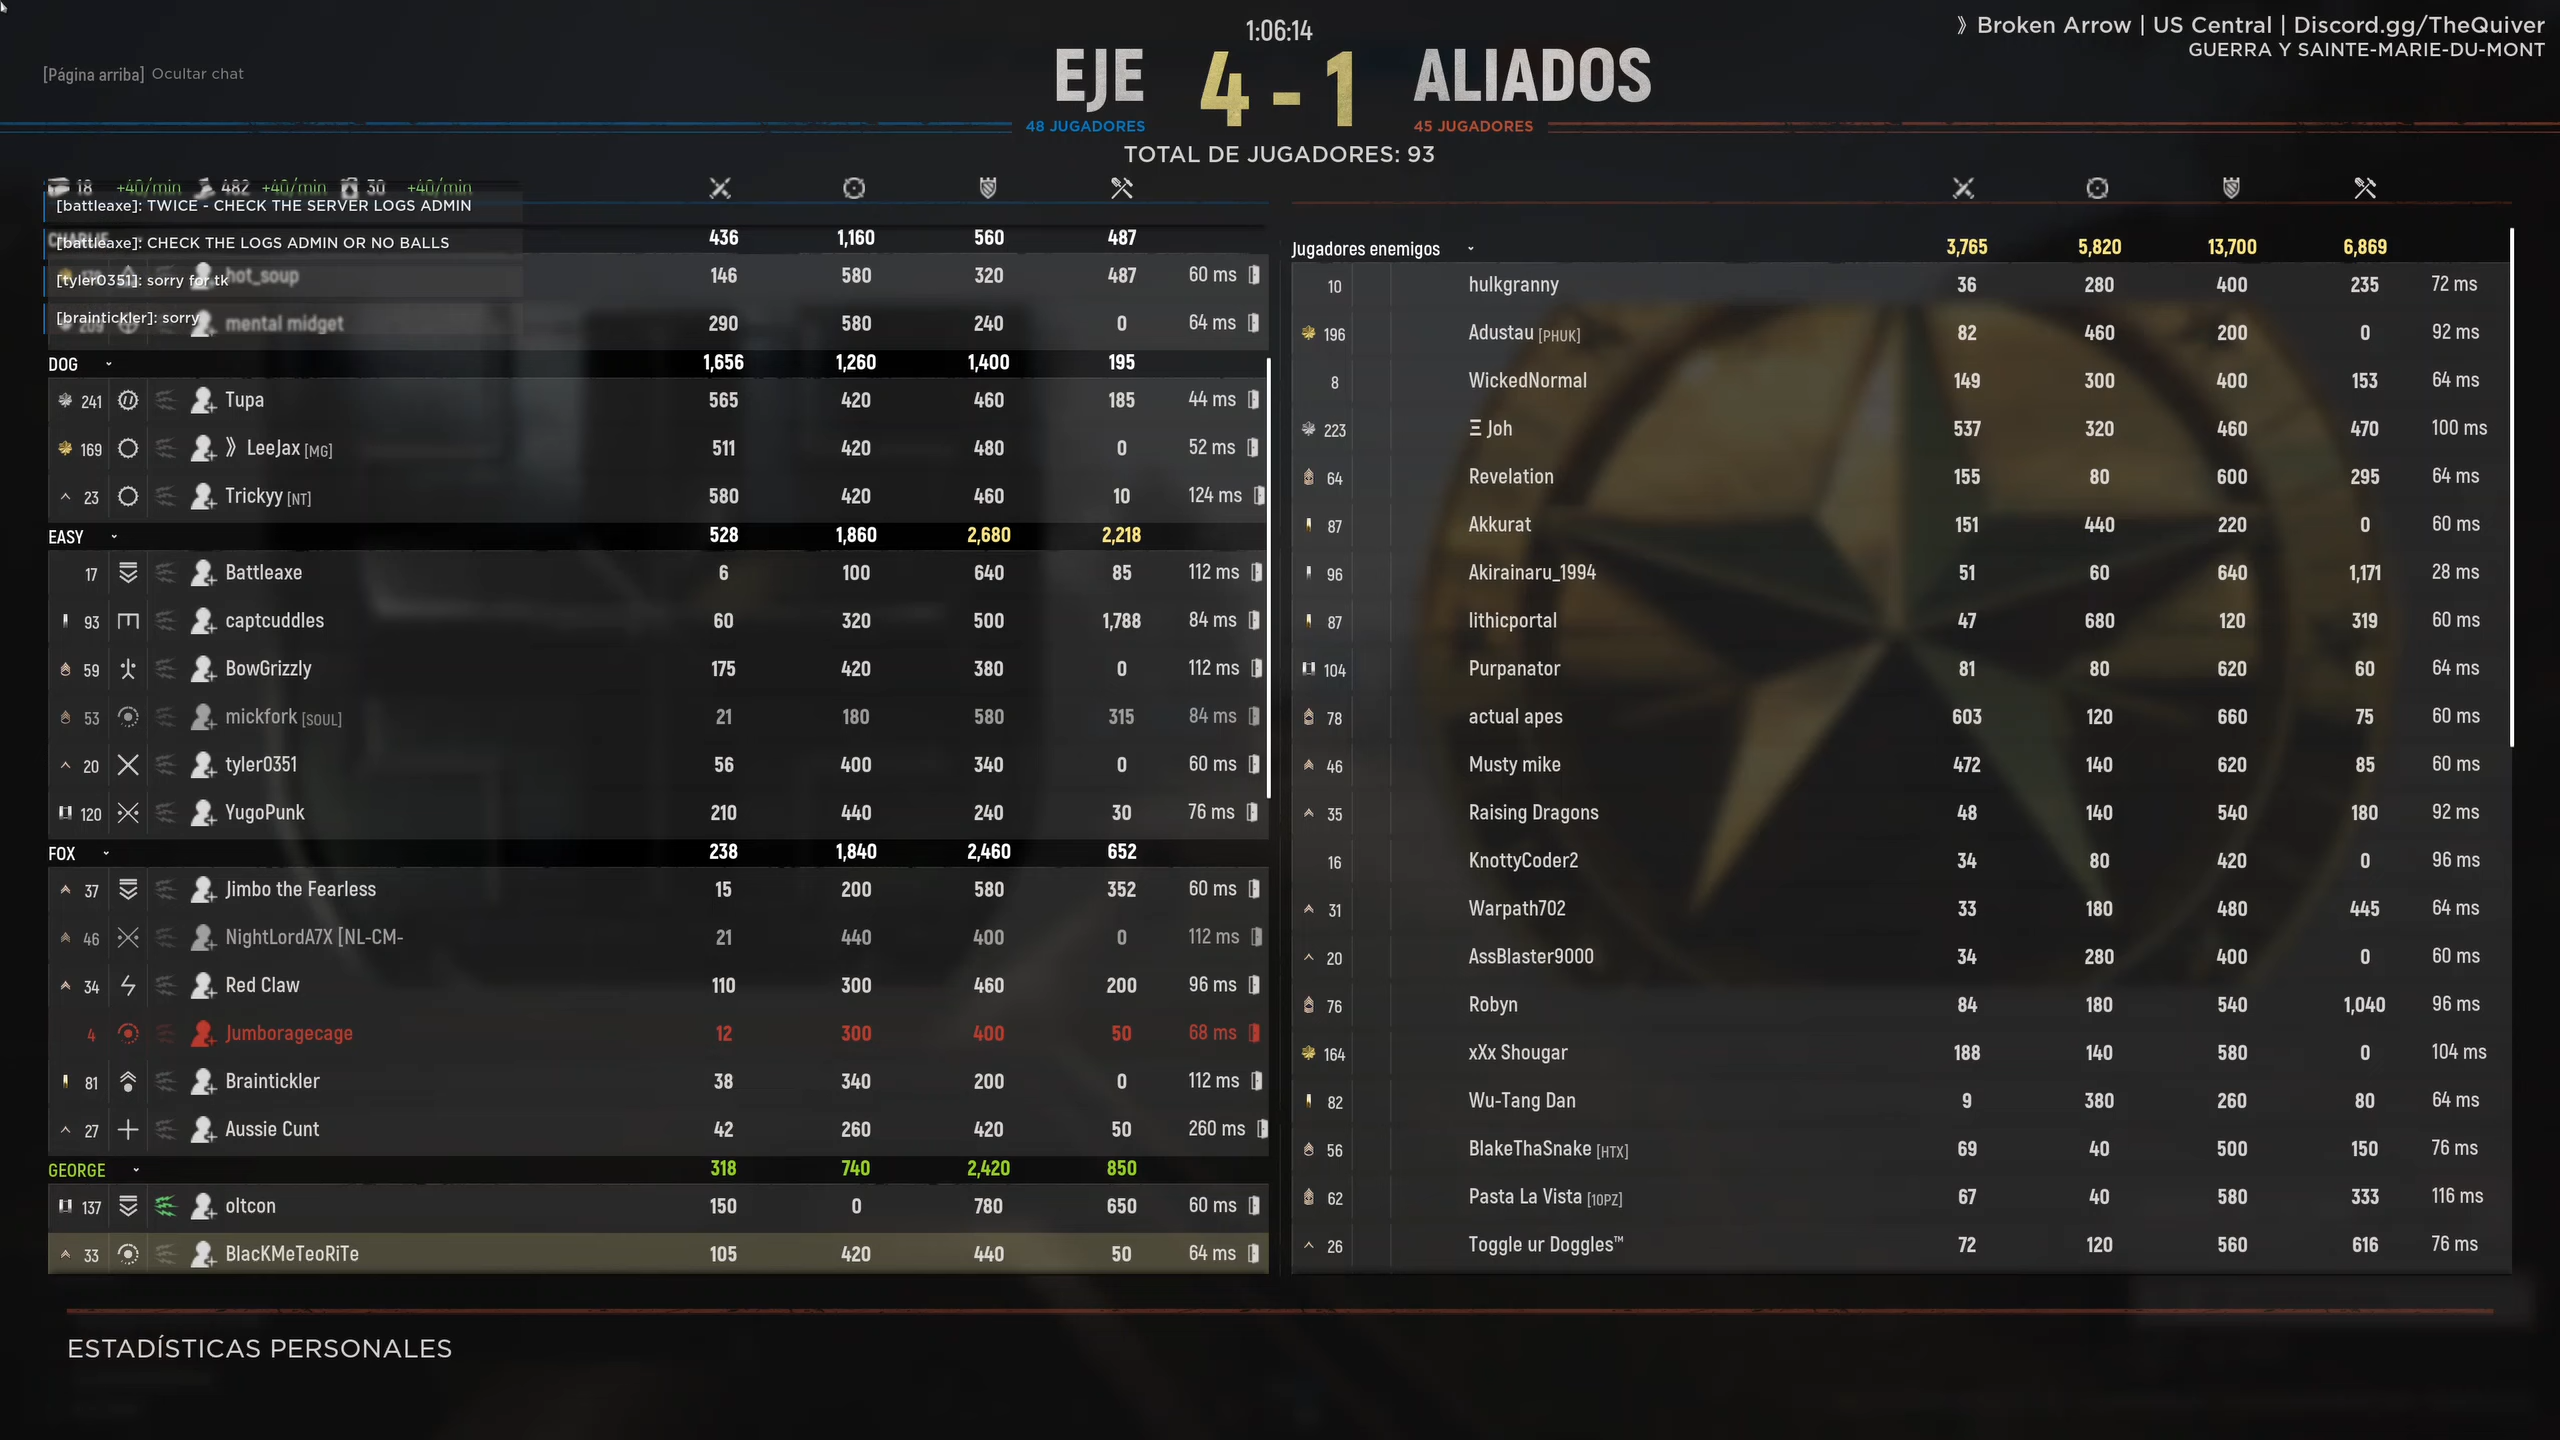 1:06:14
》Broken Arrow | US Central | Discord.gg/TheQuiver
GUERRA Y SAINTE-MARIE-DU-MONT
[Página arriba] Ocultar chat
EJE 4 - 1 ALIADOS
48 JUGADORES 45 JUGADORES
TOTAL DE JUGADORES: 93
18 +40/min 482 +40/min 30 +40/min
[battleaxe]: TWICE - CHECK THE SERVER LOGS ADMIN
[battleaxe]: CHECK THE LOGS ADMIN OR NO BALLS
[tyler0351]: sorry for tk
[braintickler]: sorry
CHARLIE 436 1,160 560 487
hot_soup 146 580 320 487 60 ms
209 mental midget 290 580 240 0 64 ms
DOG 1,656 1,260 1,400 195
241 Tupa 565 420 460 185 44 ms
169 》LeeJax [MG] 511 420 480 0 52 ms
23 Trickyy [NT] 580 420 460 10 124 ms
EASY 528 1,860 2,680 2,218
17 Battleaxe 6 100 640 85 112 ms
93 captcuddles 60 320 500 1,788 84 ms
59 BowGrizzly 175 420 380 0 112 ms
53 mickfork [SOUL] 21 180 580 315 84 ms
20 tyler0351 56 400 340 0 60 ms
120 YugoPunk 210 440 240 30 76 ms
FOX 238 1,840 2,460 652
37 Jimbo the Fearless 15 200 580 352 60 ms
46 NightLordA7X [NL-CM- 21 440 400 0 112 ms
34 Red Claw 110 300 460 200 96 ms
4 Jumboragecage 12 300 400 50 68 ms
81 Braintickler 38 340 200 0 112 ms
27 Aussie Cunt 42 260 420 50 260 ms
GEORGE 318 740 2,420 850
137 oltcon 150 0 780 650 60 ms
33 BlacKMeTeoRiTe 105 420 440 50 64 ms
Jugadores enemigos 3,765 5,820 13,700 6,869
10 hulkgranny 36 280 400 235 72 ms
196 Adustau [PHUK] 82 460 200 0 92 ms
8 WickedNormal 149 300 400 153 64 ms
223 Ξ Joh 537 320 460 470 100 ms
64 Revelation 155 80 600 295 64 ms
87 Akkurat 151 440 220 0 60 ms
96 Akirainaru_1994 51 60 640 1,171 28 ms
87 lithicportal 47 680 120 319 60 ms
104 Purpanator 81 80 620 60 64 ms
78 actual apes 603 120 660 75 60 ms
46 Musty mike 472 140 620 85 60 ms
35 Raising Dragons 48 140 540 180 92 ms
16 KnottyCoder2 34 80 420 0 96 ms
31 Warpath702 33 180 480 445 64 ms
20 AssBlaster9000 34 280 400 0 60 ms
76 Robyn 84 180 540 1,040 96 ms
164 xXx Shougar 188 140 580 0 104 ms
82 Wu-Tang Dan 9 380 260 80 64 ms
56 BlakeThaSnake [HTX] 69 40 500 150 76 ms
62 Pasta La Vista [10PZ] 67 40 580 333 116 ms
26 Toggle ur Doggles™ 72 120 560 616 76 ms
ESTADÍSTICAS PERSONALES